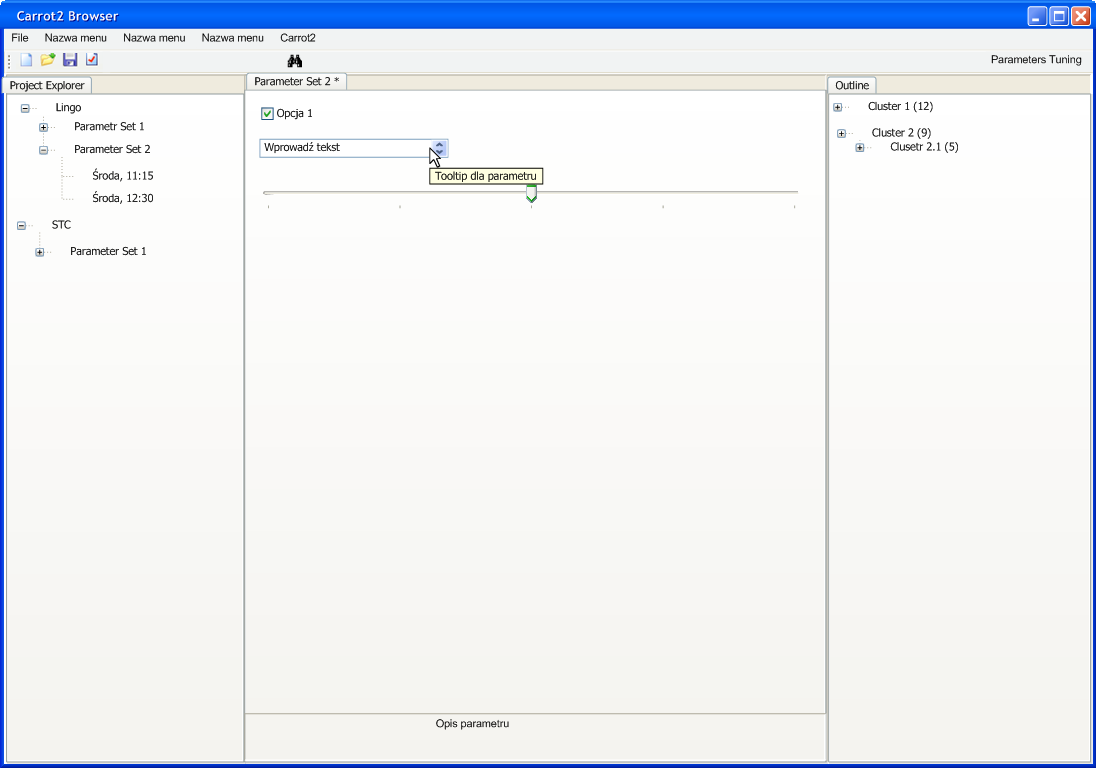 Carrot2 Browser
File Nazwa menu Nazwa menu Nazwa menu Carrot2
Parameters Tuning
Project Explorer
Lingo
Parametr Set 1
Parameter Set 2
Środa, 11:15
Środa, 12:30
STC
Parameter Set 1
Parameter Set 2 *
Opcja 1
Wprowadź tekst
Tooltip dla parametru
Opis parametru
Outline
Cluster 1 (12)
Cluster 2 (9)
Clusetr 2.1 (5)